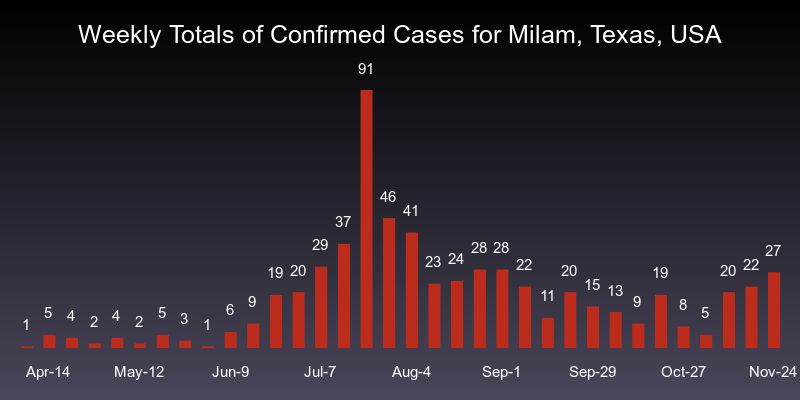 Weekly Totals of Confirmed Cases for Milam, Texas, USA
1 5 4 2 4 2 5 3 1 6 9 19 20 29 37 91 46 41 23 24 28 28 22 11 20 15 13 9 19 8 5 20 22 27
Apr-14 May-12 Jun-9 Jul-7 Aug-4 Sep-1 Sep-29 Oct-27 Nov-24